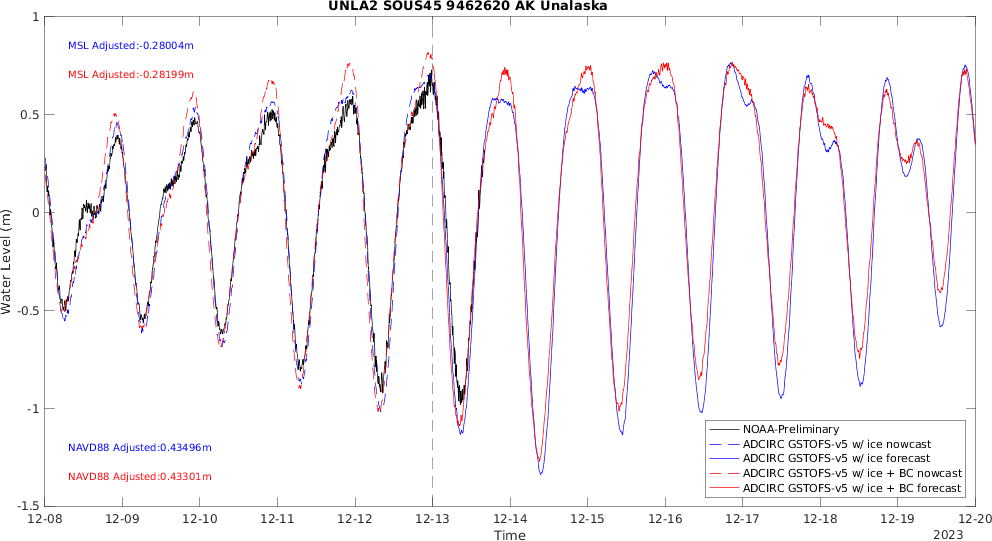 UNLA2 SOUS45 9462620 AK Unalaska
1
MSL Adjusted:-0.28004m
MSL Adjusted:-0.28199m
0.5
0
-0.5
-1
-1.5
Water Level (m)
NAVD88 Adjusted:0.43496m
NAVD88 Adjusted:0.43301m
NOAA-Preliminary
ADCIRC GSTOFS-v5 w/ ice nowcast
ADCIRC GSTOFS-v5 w/ ice forecast
ADCIRC GSTOFS-v5 w/ ice + BC nowcast
ADCIRC GSTOFS-v5 w/ ice + BC forecast
12-08 12-09 12-10 12-11 12-12 12-13 12-14 12-15 12-16 12-17 12-18 12-19 12-20
Time
2023